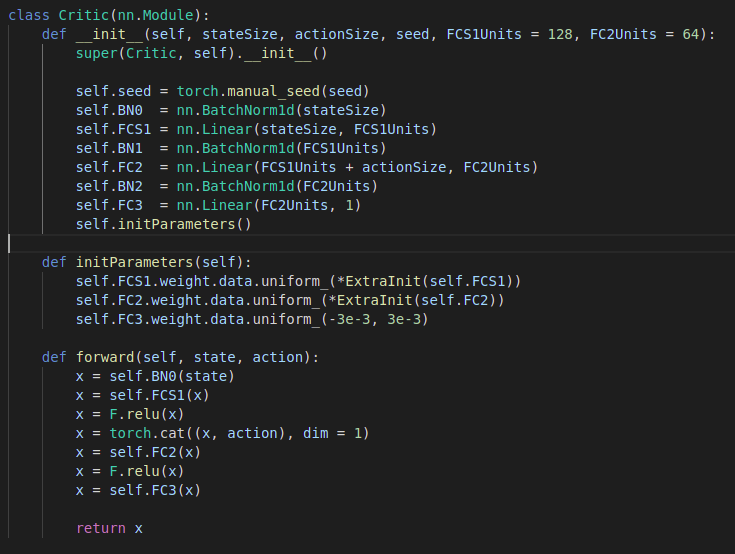 class Critic(nn.Module):
    def __init__(self, stateSize, actionSize, seed, FCS1Units = 128, FC2Units = 64):
        super(Critic, self).__init__()

        self.seed = torch.manual_seed(seed)
        self.BN0  = nn.BatchNorm1d(stateSize)
        self.FCS1 = nn.Linear(stateSize, FCS1Units)
        self.BN1  = nn.BatchNorm1d(FCS1Units)
        self.FC2  = nn.Linear(FCS1Units + actionSize, FC2Units)
        self.BN2  = nn.BatchNorm1d(FC2Units)
        self.FC3  = nn.Linear(FC2Units, 1)
        self.initParameters()

    def initParameters(self):
        self.FCS1.weight.data.uniform_(*ExtraInit(self.FCS1))
        self.FC2.weight.data.uniform_(*ExtraInit(self.FC2))
        self.FC3.weight.data.uniform_(-3e-3, 3e-3)

    def forward(self, state, action):
        x = self.BN0(state)
        x = self.FCS1(x)
        x = F.relu(x)
        x = torch.cat((x, action), dim = 1)
        x = self.FC2(x)
        x = F.relu(x)
        x = self.FC3(x)

        return x